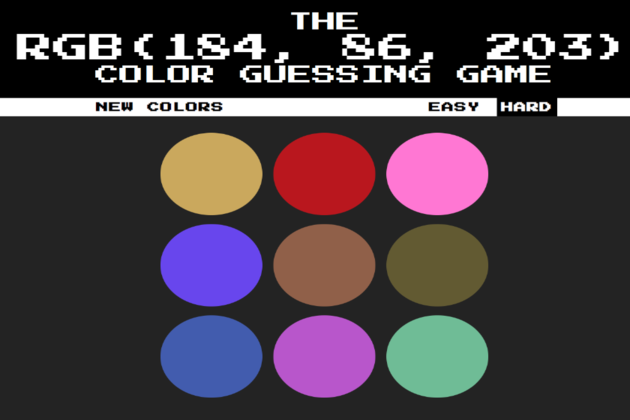 THE
RGB(184, 86, 203)
COLOR GUESSING GAME
NEW COLORS EASY HARD